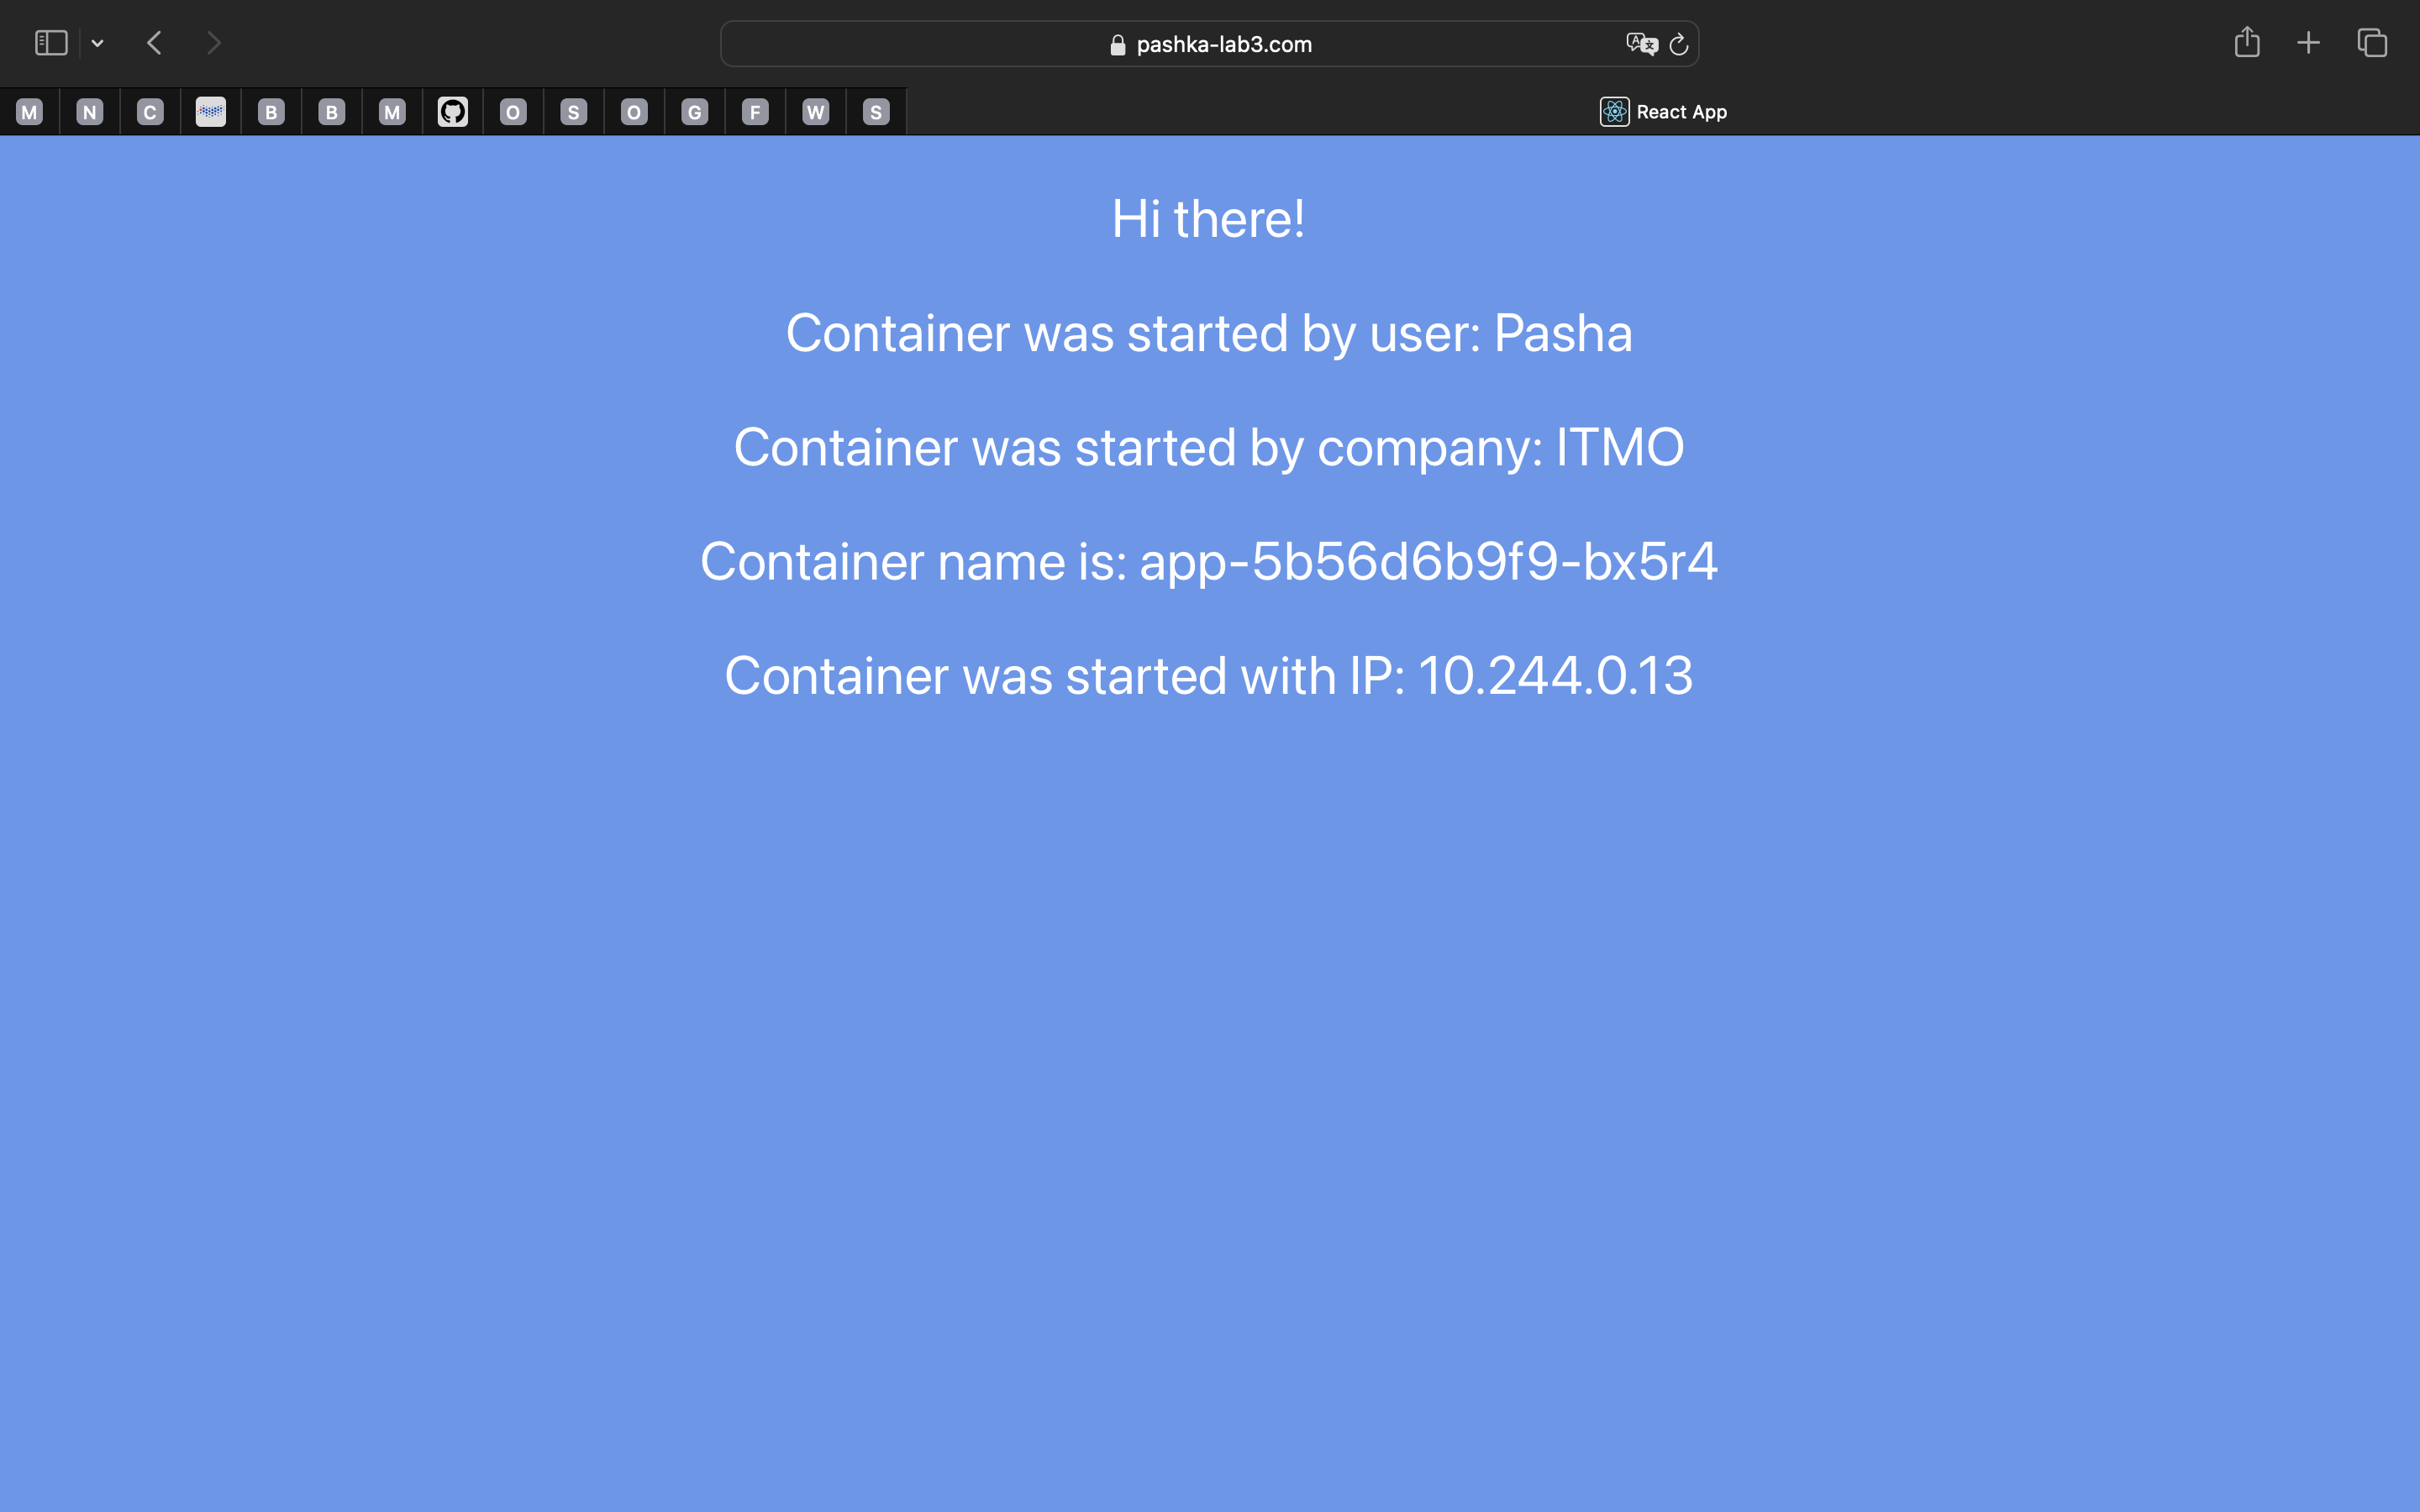 pashka-lab3.com
M N C B B M O S O G F W S React App
Hi there!
Container was started by user: Pasha
Container was started by company: ITMO
Container name is: app-5b56d6b9f9-bx5r4
Container was started with IP: 10.244.0.13